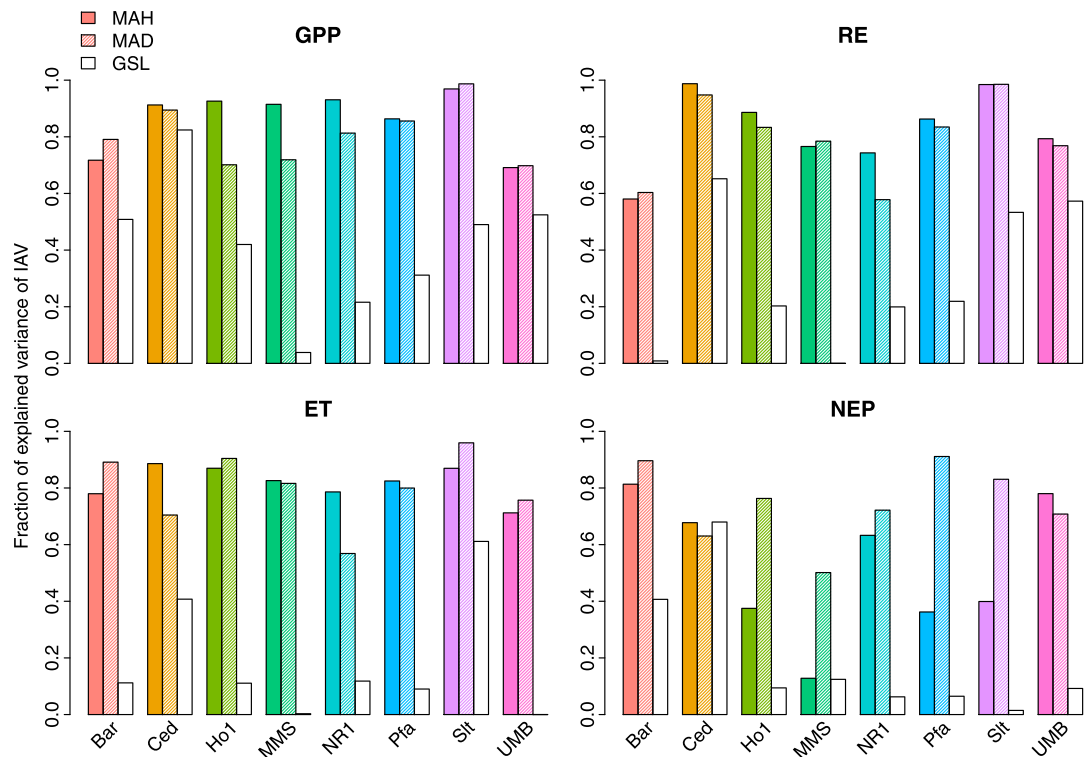 MAH
MAD
GSL
GPP
RE
Fraction of explained variance of IAV
0.0 0.2 0.4 0.6 0.8 1.0
0.0 0.2 0.4 0.6 0.8 1.0
ET
NEP
0.0 0.2 0.4 0.6 0.8 1.0
0.0 0.2 0.4 0.6 0.8 1.0
Bar Ced Ho1 MMS NR1 Pfa Slt UMB
Bar Ced Ho1 MMS NR1 Pfa Slt UMB